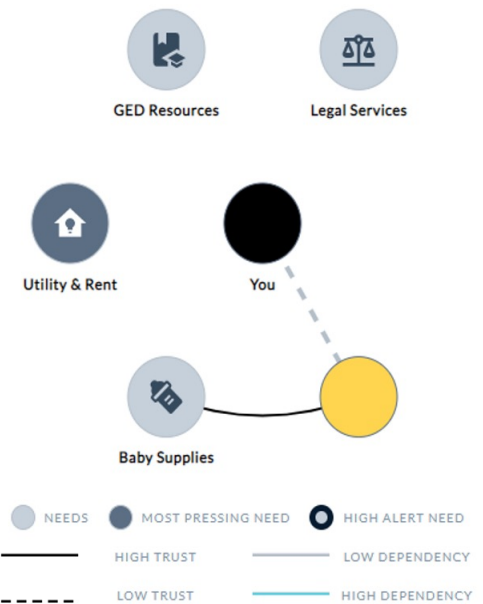 GED Resources
Legal Services
Utility & Rent
You
Baby Supplies
NEEDS
MOST PRESSING NEED
HIGH ALERT NEED
HIGH TRUST
LOW DEPENDENCY
LOW TRUST
HIGH DEPENDENCY